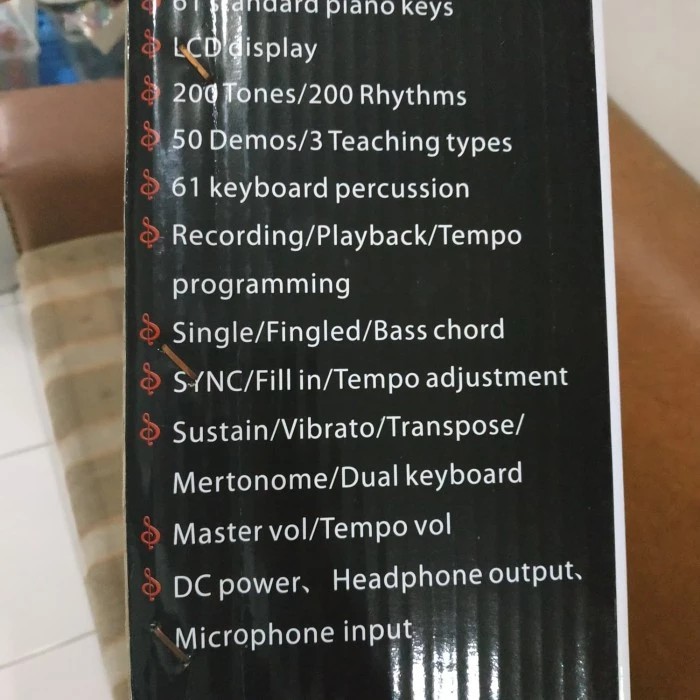 61 standard piano keys
LCD display
200 Tones/200 Rhythms
50 Demos/3 Teaching types
61 keyboard percussion
Recording/Playback/Tempo
programming
Single/Fingled/Bass chord
SYNC/Fill in/Tempo adjustment
Sustain/Vibrato/Transpose/
Mertonome/Dual keyboard
Master vol/Tempo vol
DC power、 Headphone output、
Microphone input